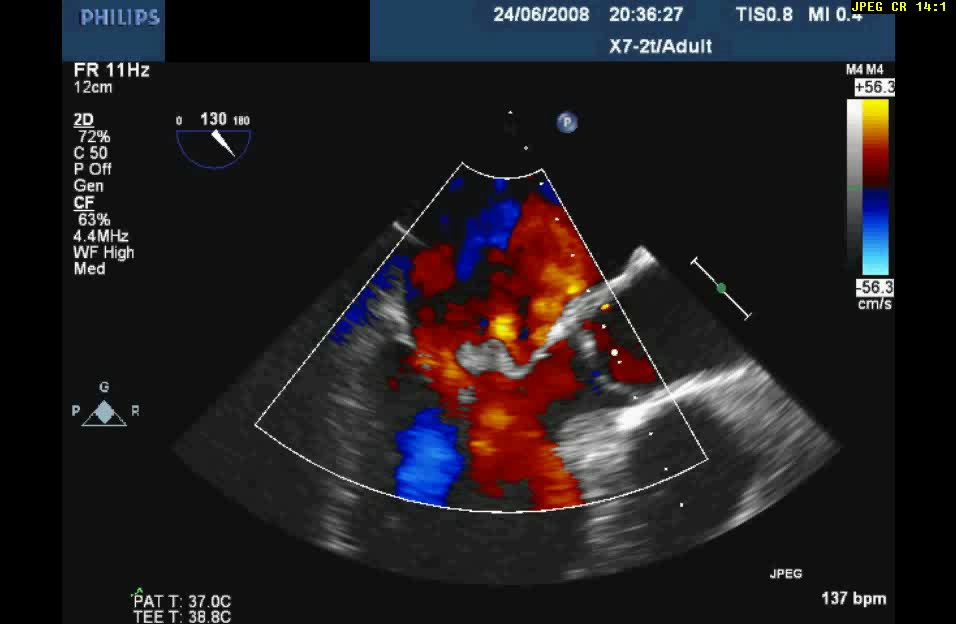 JPEG CR 14:1
PHILIPS
24/06/2008 20:36:27 TIS0.8 MI 0.4
X7-2t/Adult
FR 11Hz
12cm
M4 M4
+56.3
2D
72%
C 50
P Off
Gen
CF
63%
4.4MHz
WF High
Med
0 130 180
P
-56.3
cm/s
G
P R
JPEG
137 bpm
PAT T: 37.0C
TEE T: 38.8C